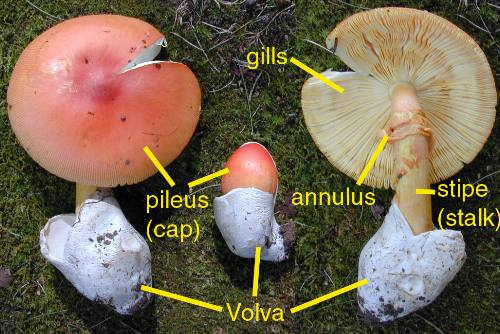 gills
pileus
(cap)
annulus
stipe
(stalk)
Volva